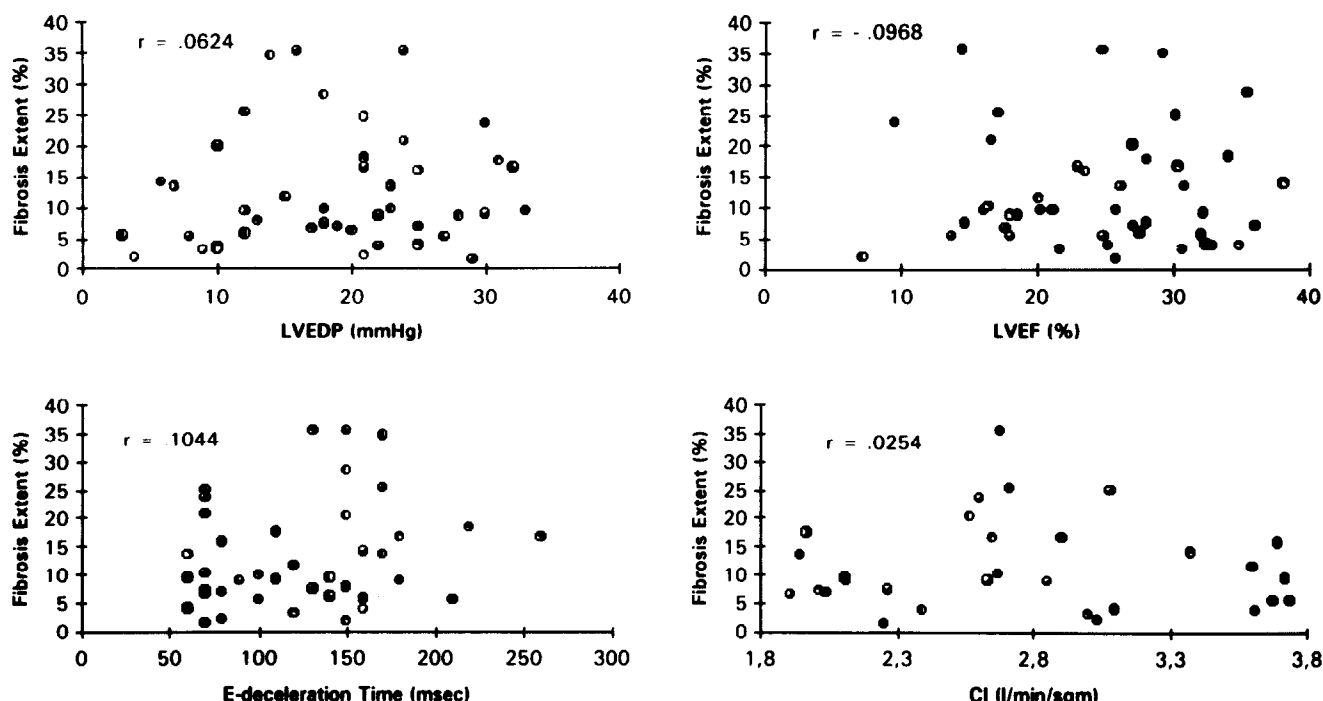 r = .0624
Fibrosis Extent (%)
40
35
30
25
20
15
10
5
0
0 10 20 30 40
LVEDP (mmHg)
r = - .0968
Fibrosis Extent (%)
40
35
30
25
20
15
10
5
0
0 10 20 30 40
LVEF (%)
r = .1044
Fibrosis Extent (%)
40
35
30
25
20
15
10
5
0
0 50 100 150 200 250 300
E-deceleration Time (msec)
r = .0254
Fibrosis Extent (%)
40
35
30
25
20
15
10
5
0
1,8 2,3 2,8 3,3 3,8
CI (l/min/sqm)